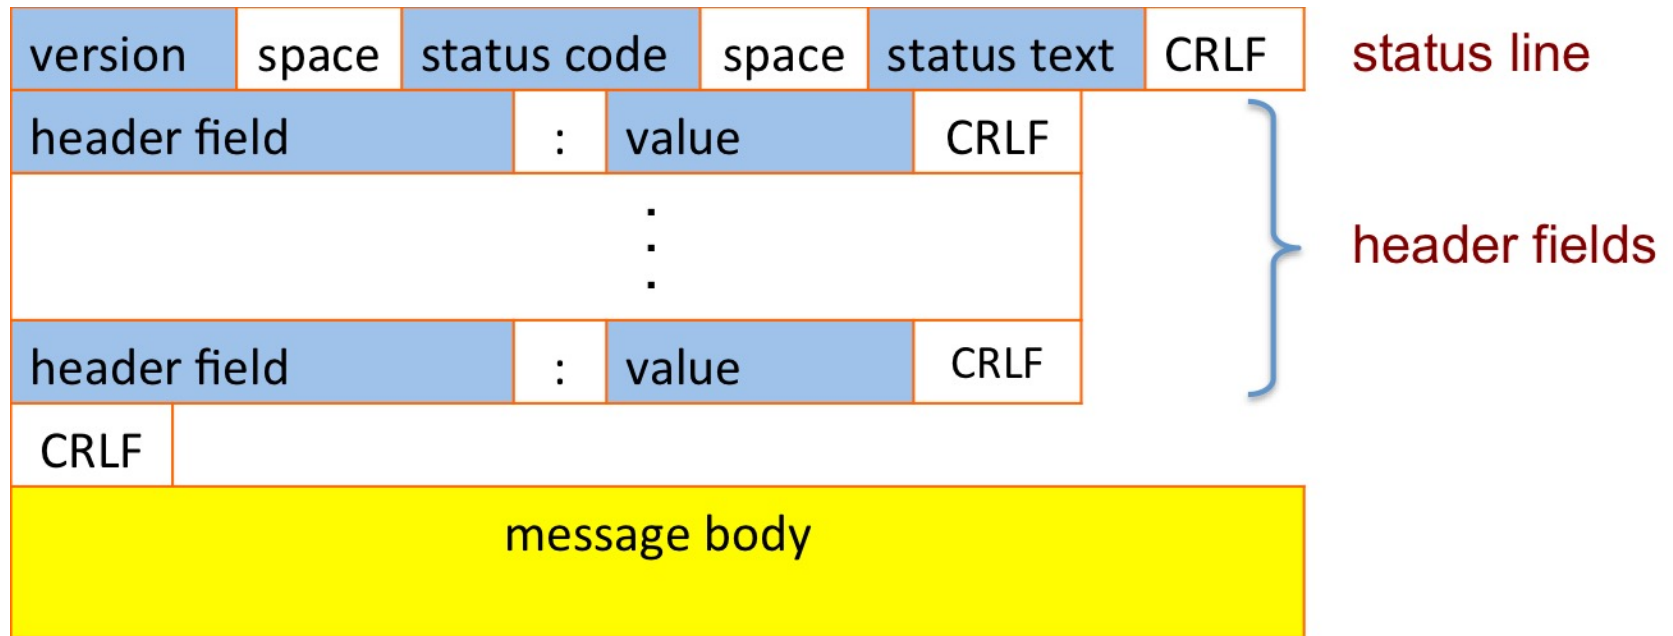 version space status code space status text CRLF status line
header field : value CRLF
.
.
.
header fields
header field : value CRLF
CRLF
message body